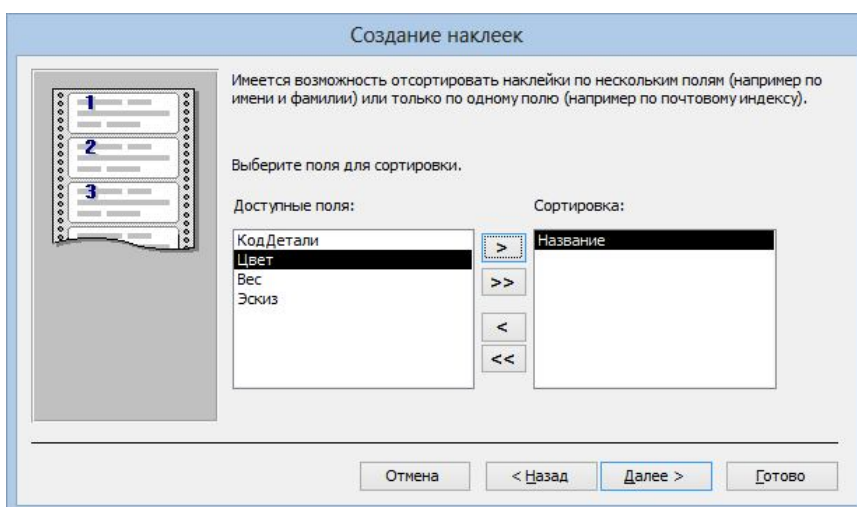 Создание наклеек
Имеется возможность отсортировать наклейки по нескольким полям (например по
имени и фамилии) или только по одному полю (например по почтовому индексу).
1
2
3
Выберите поля для сортировки.
Доступные поля:
Сортировка:
КодДетали
Цвет
Вес
Эскиз
>
>>
<
<<
Название
Отмена
< Назад
Далее >
Готово